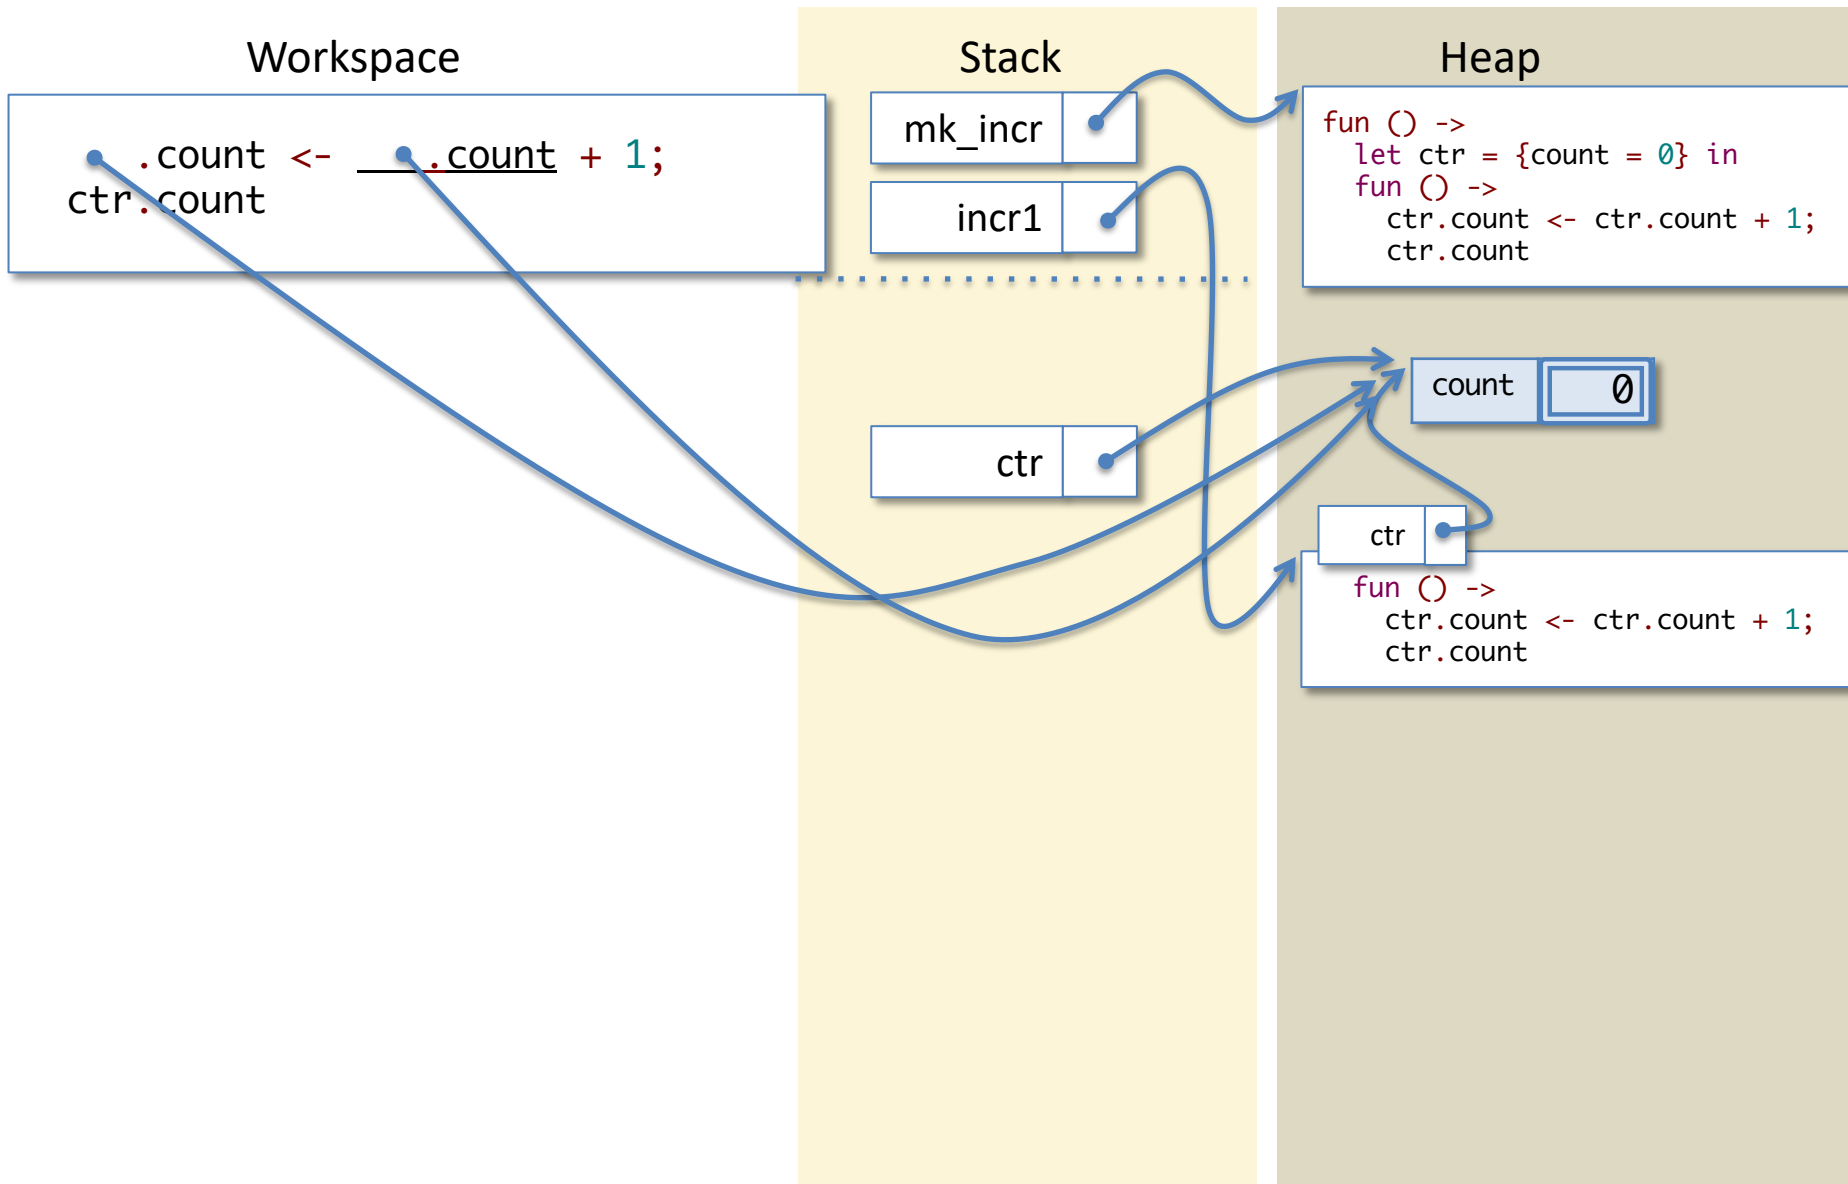 Workspace
Stack
Heap
.count <- .count + 1;
ctr.count
mk_incr
incr1
ctr
fun () ->
let ctr = {count = 0} in
fun () ->
ctr.count <- ctr.count + 1;
ctr.count
count 0
ctr
fun () ->
ctr.count <- ctr.count + 1;
ctr.count